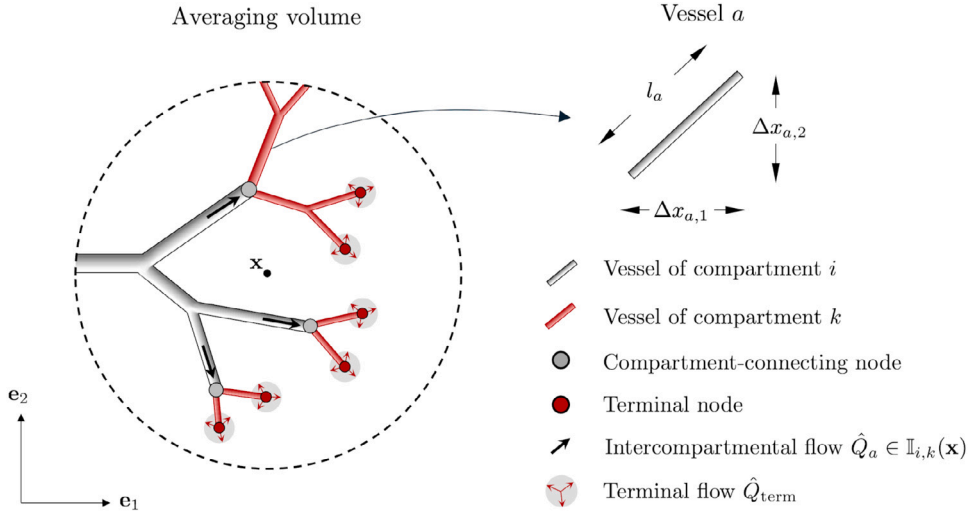 Averaging volume
Vessel a
l_a
Δx_{a,2}
Δx_{a,1}
x
Vessel of compartment i
Vessel of compartment k
Compartment-connecting node
Terminal node
Intercompartmental flow Q̂_a ∈ 𝕀_{i,k}(x)
Terminal flow Q̂_term
e_2
e_1